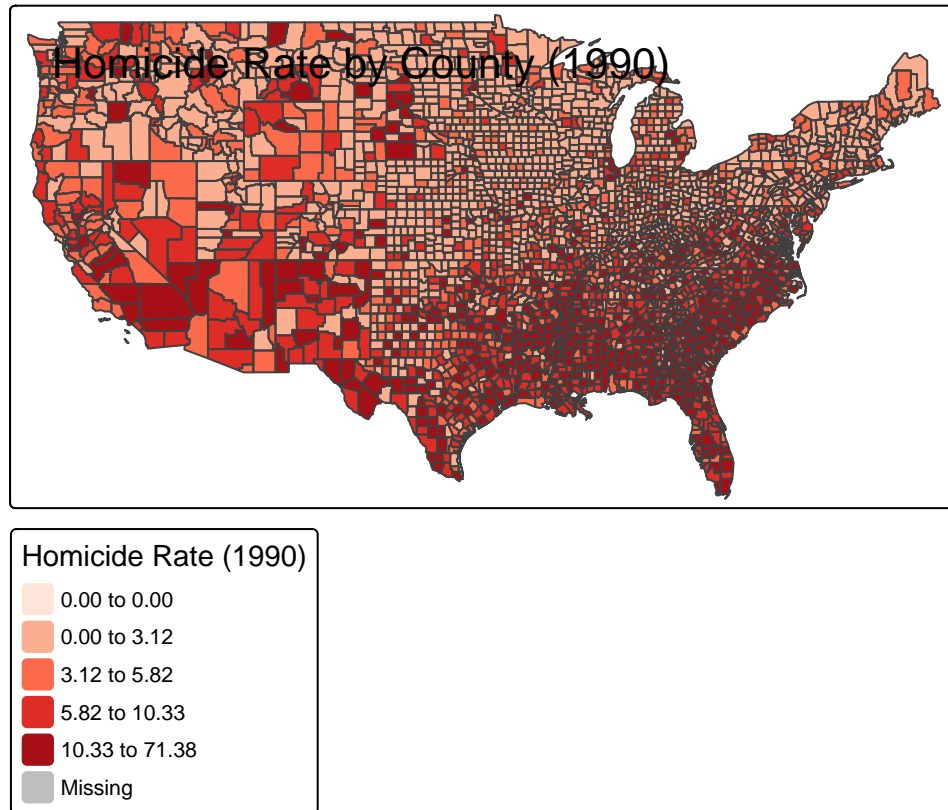 Homicide Rate by County (1990)
Homicide Rate (1990)
0.00 to 0.00
0.00 to 3.12
3.12 to 5.82
5.82 to 10.33
10.33 to 71.38
Missing